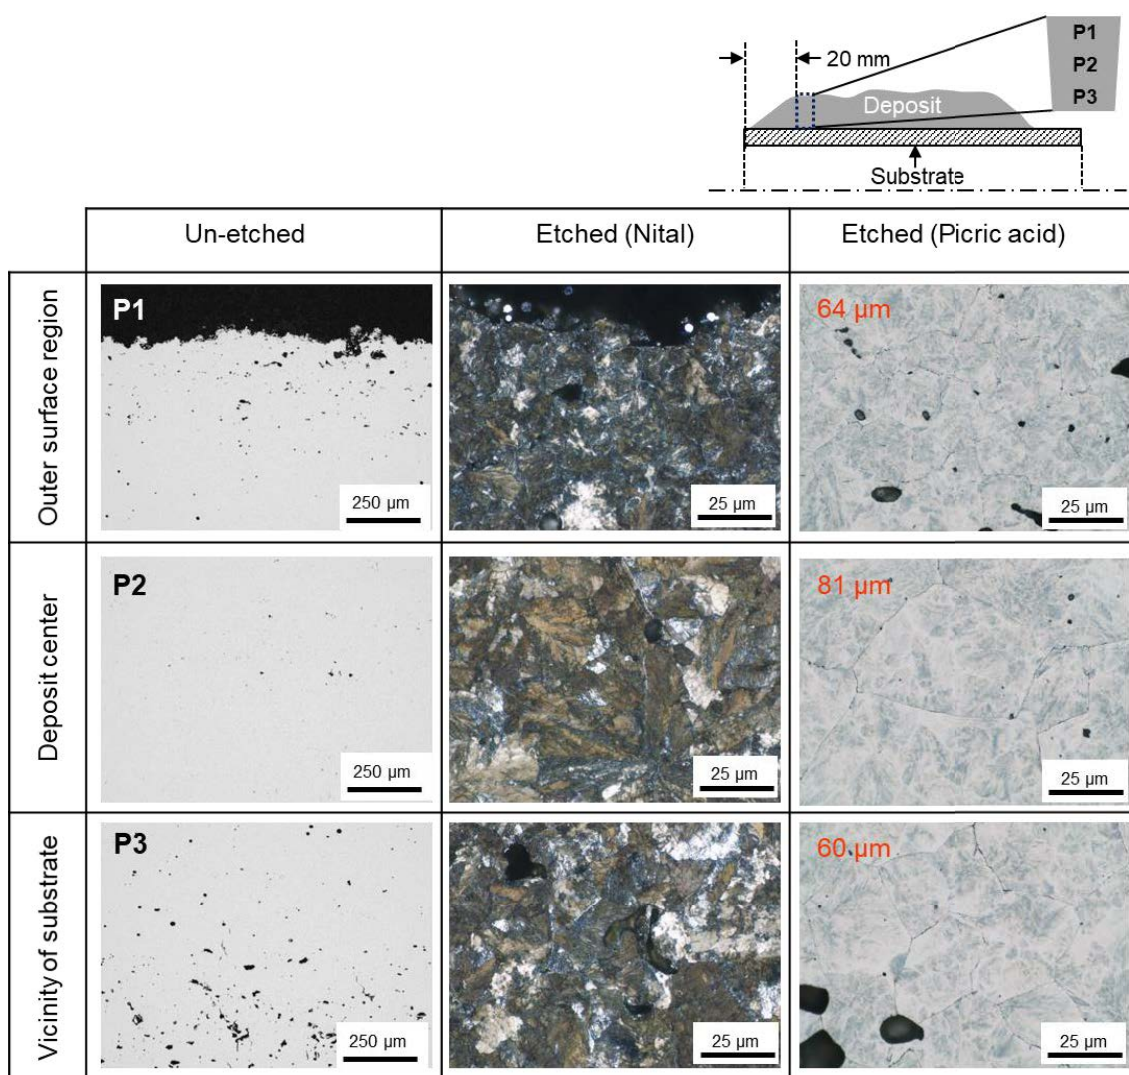 P1
20 mm
P2
P3
Deposit
Substrate
Un-etched
Etched (Nital)
Etched (Picric acid)
Outer surface region
P1
250 µm
25 µm
64 µm
25 µm
Deposit center
P2
250 µm
25 µm
81 µm
25 µm
Vicinity of substrate
P3
250 µm
25 µm
60 µm
25 µm